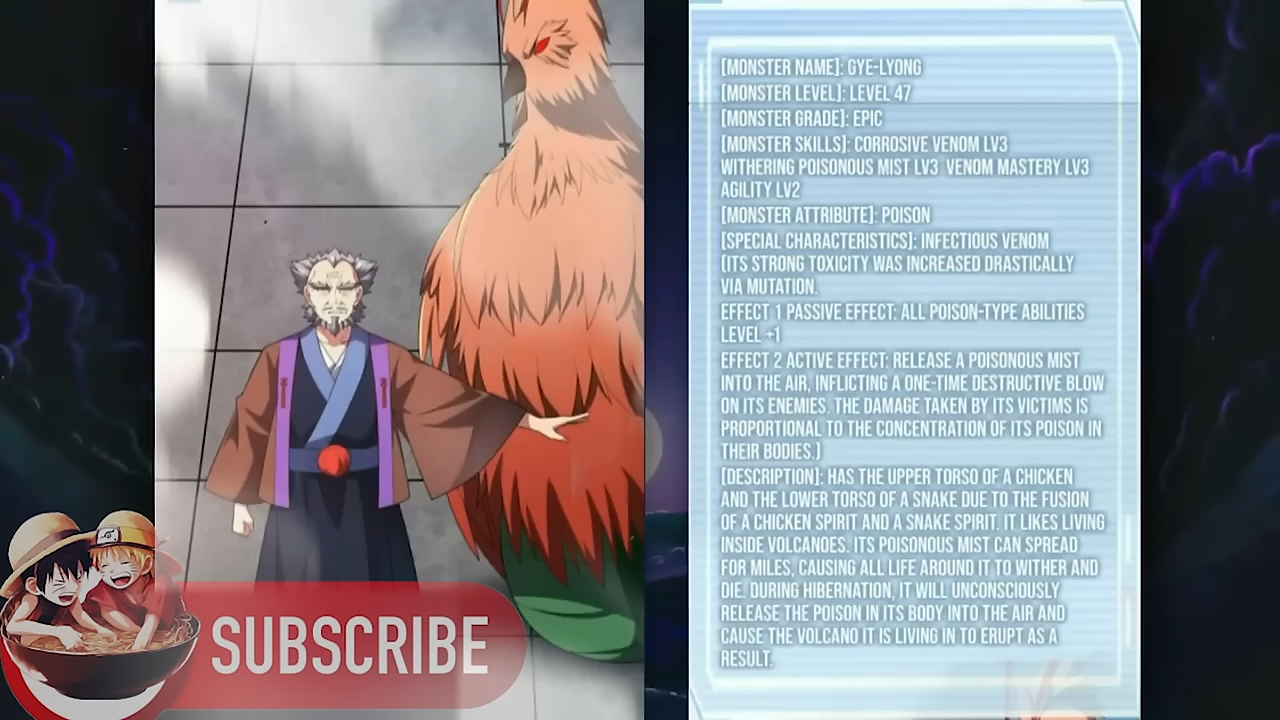 [MONSTER NAME]: GYE-LYONG
[MONSTER LEVEL]: LEVEL 47
[MONSTER GRADE]: EPIC
[MONSTER SKILLS]: CORROSIVE VENOM LV3
WITHERING POISONOUS MIST LV3 VENOM MASTERY LV3
AGILITY LV2
[MONSTER ATTRIBUTE]: POISON
[SPECIAL CHARACTERISTICS]: INFECTIOUS VENOM
(ITS STRONG TOXICITY WAS INCREASED DRASTICALLY
VIA MUTATION.
EFFECT 1 PASSIVE EFFECT: ALL POISON-TYPE ABILITIES
LEVEL +1
EFFECT 2 ACTIVE EFFECT: RELEASE A POISONOUS MIST
INTO THE AIR, INFLICTING A ONE-TIME DESTRUCTIVE BLOW
ON ITS ENEMIES. THE DAMAGE TAKEN BY ITS VICTIMS IS
PROPORTIONAL TO THE CONCENTRATION OF ITS POISON IN
THEIR BODIES.)
[DESCRIPTION]: HAS THE UPPER TORSO OF A CHICKEN
AND THE LOWER TORSO OF A SNAKE DUE TO THE FUSION
OF A CHICKEN SPIRIT AND A SNAKE SPIRIT. IT LIKES LIVING
INSIDE VOLCANOES. ITS POISONOUS MIST CAN SPREAD
FOR MILES, CAUSING ALL LIFE AROUND IT TO WITHER AND
DIE. DURING HIBERNATION, IT WILL UNCONSCIOUSLY
RELEASE THE POISON IN ITS BODY INTO THE AIR AND
CAUSE THE VOLCANO IT IS LIVING IN TO ERUPT AS A
RESULT.
SUBSCRIBE